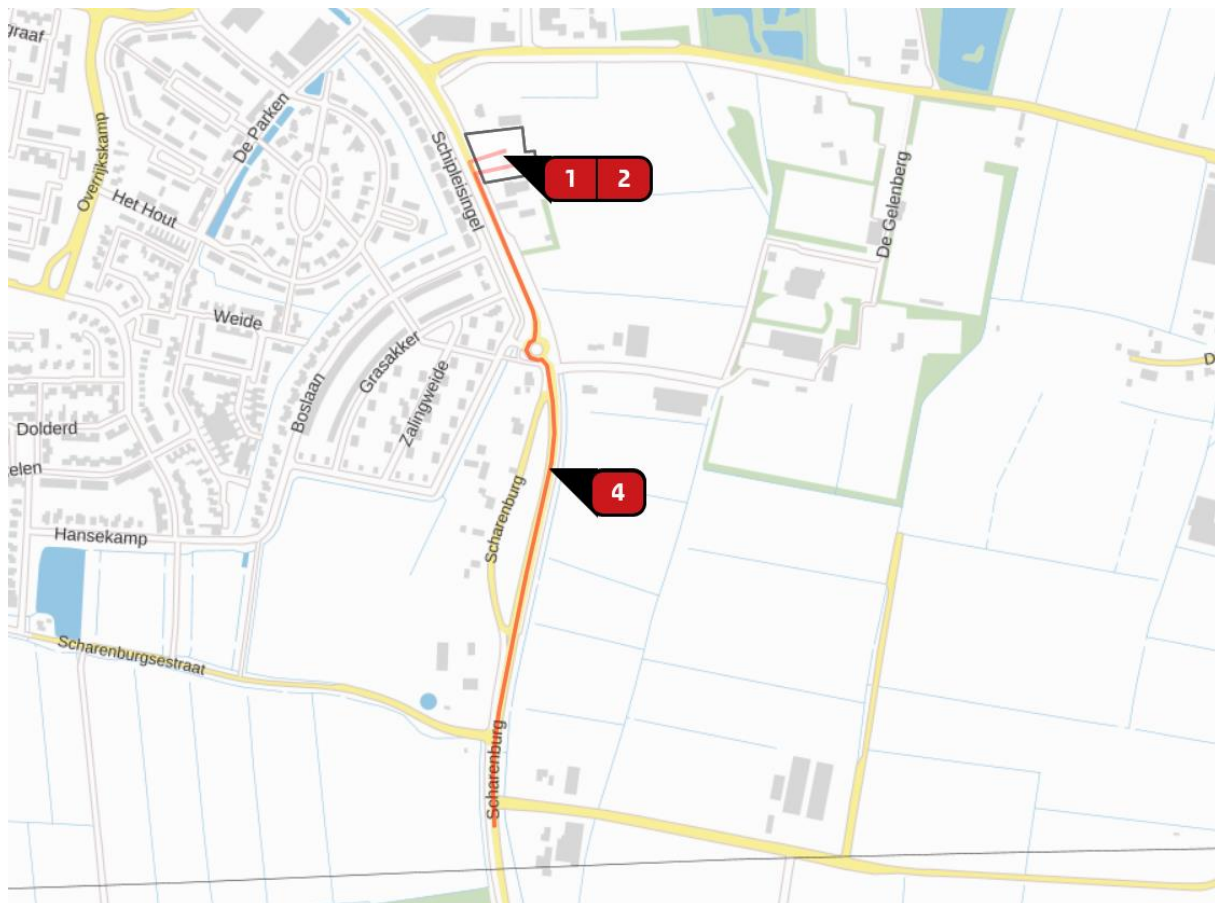 graaf
Overnijkskamp
De Parken
Schipleisingel
Het Hout
1 2
De Gelenberg
Weide
Grasakker
Boslaan
Zalingweide
D
Dolderd
elen
4
Scharenburg
Hansekamp
Scharenburgsestraat
Scharenburg